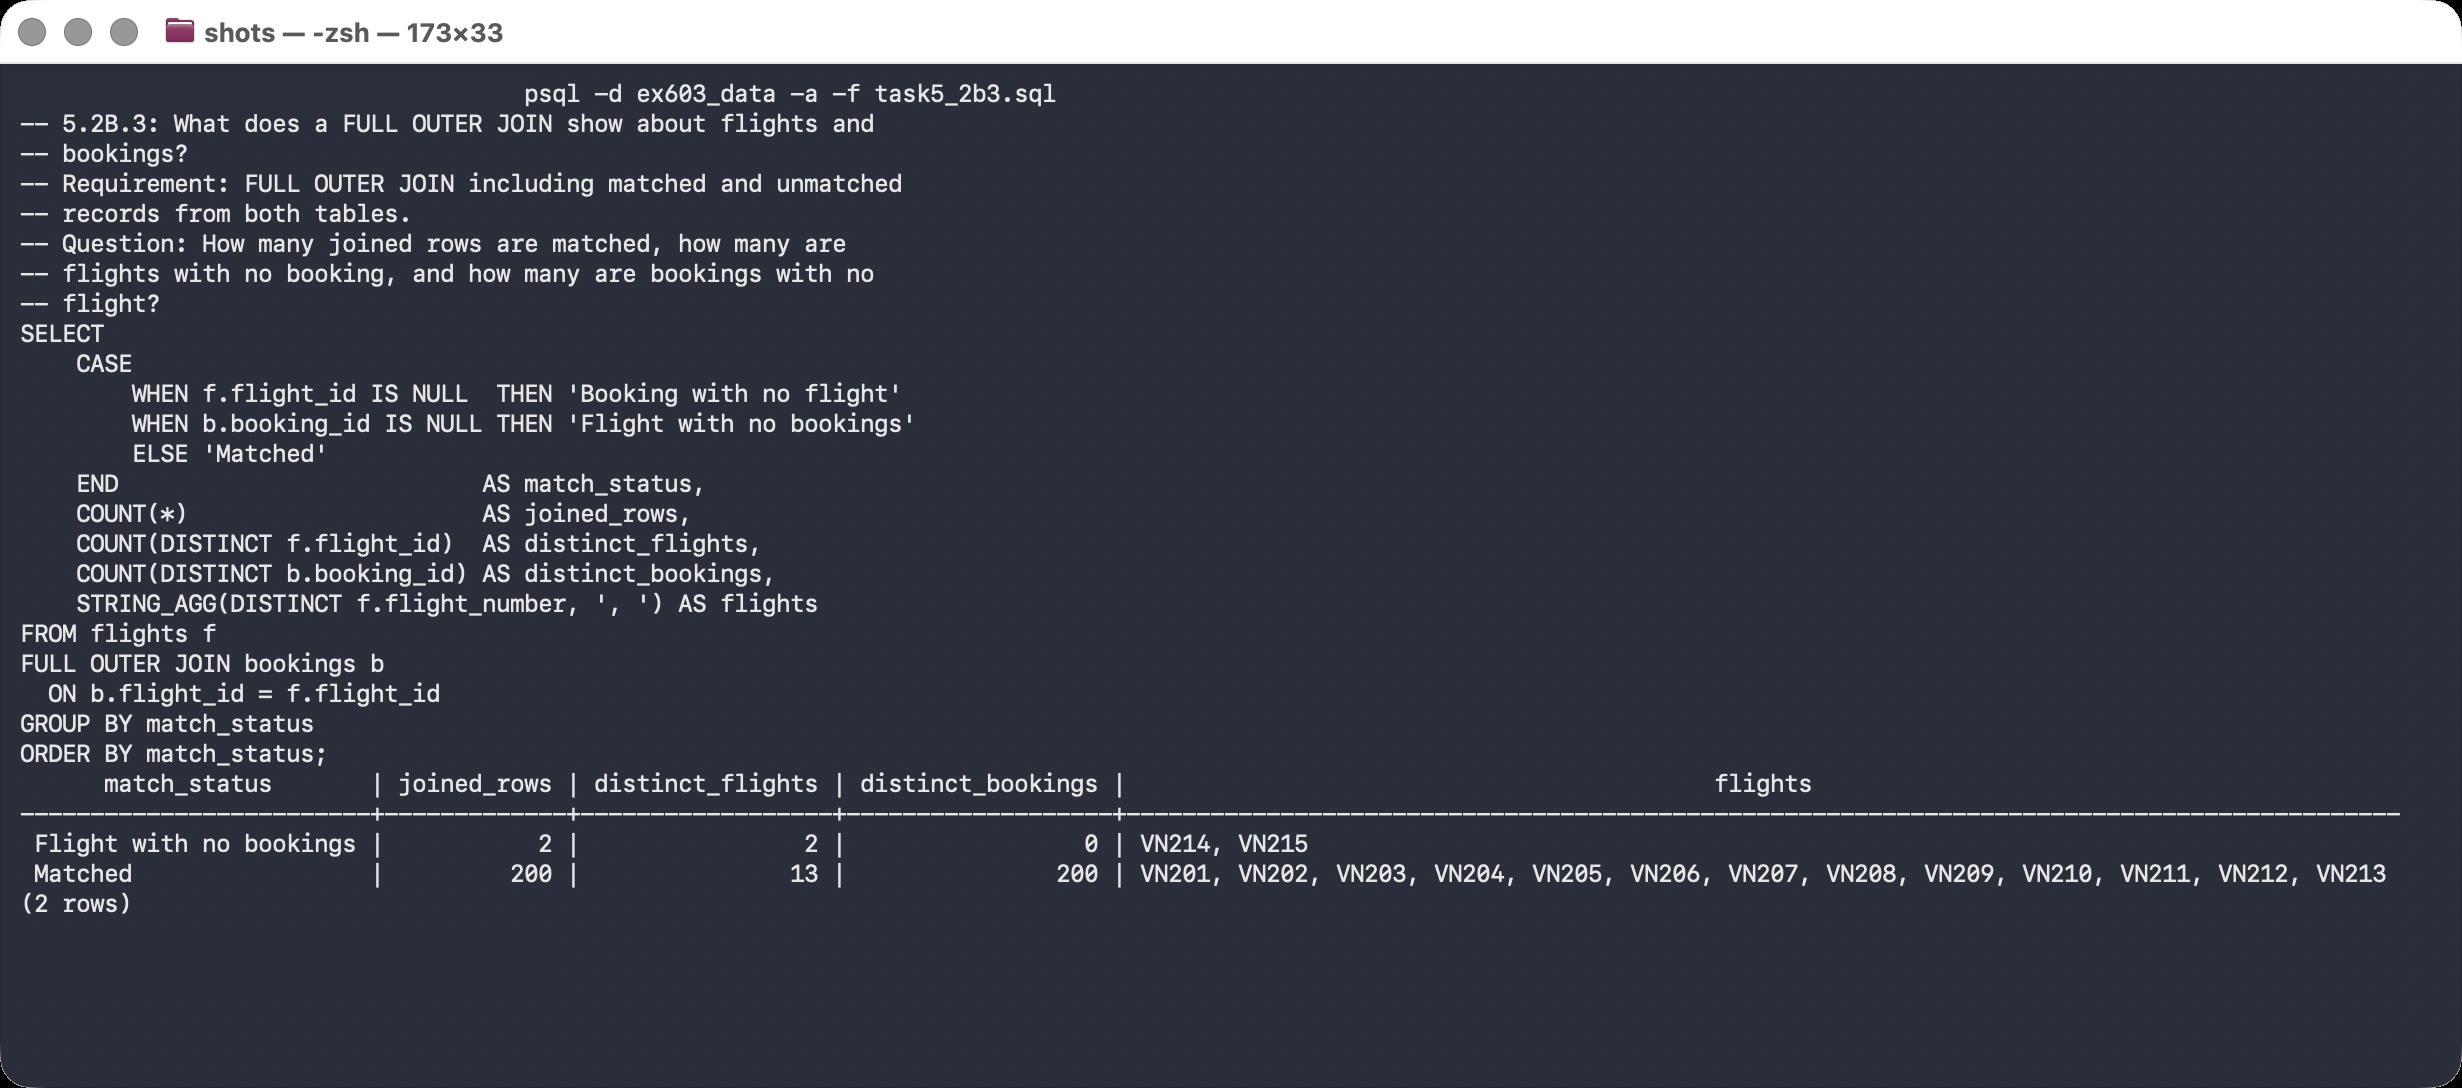 shots — -zsh — 173×33
psql -d ex603_data -a -f task5_2b3.sql
-- 5.2B.3: What does a FULL OUTER JOIN show about flights and
-- bookings?
-- Requirement: FULL OUTER JOIN including matched and unmatched
-- records from both tables.
-- Question: How many joined rows are matched, how many are
-- flights with no booking, and how many are bookings with no
-- flight?
SELECT
    CASE
        WHEN f.flight_id IS NULL  THEN 'Booking with no flight'
        WHEN b.booking_id IS NULL THEN 'Flight with no bookings'
        ELSE 'Matched'
    END                          AS match_status,
    COUNT(*)                     AS joined_rows,
    COUNT(DISTINCT f.flight_id)  AS distinct_flights,
    COUNT(DISTINCT b.booking_id) AS distinct_bookings,
    STRING_AGG(DISTINCT f.flight_number, ', ') AS flights
FROM flights f
FULL OUTER JOIN bookings b
  ON b.flight_id = f.flight_id
GROUP BY match_status
ORDER BY match_status;
      match_status       | joined_rows | distinct_flights | distinct_bookings |                                          flights
-------------------------+-------------+------------------+-------------------+-------------------------------------------------------------------------------------------
 Flight with no bookings |           2 |                2 |                 0 | VN214, VN215
 Matched                 |         200 |               13 |               200 | VN201, VN202, VN203, VN204, VN205, VN206, VN207, VN208, VN209, VN210, VN211, VN212, VN213
(2 rows)